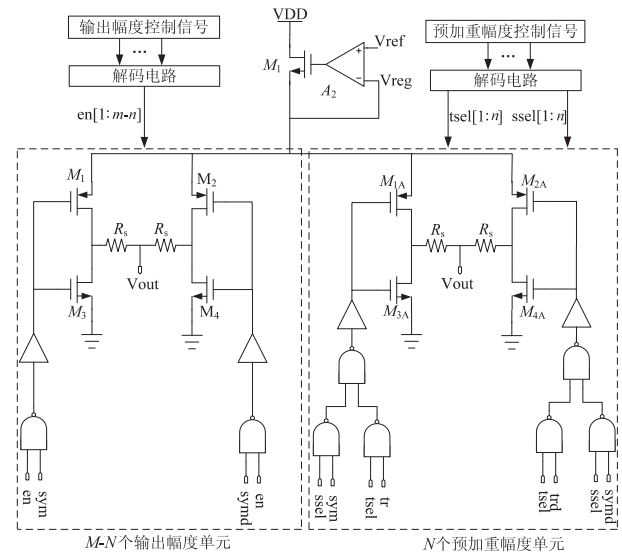 输出幅度控制信号
...
解码电路
en[1:m-n]
VDD
M1
+
−
A2
Vref
Vreg
预加重幅度控制信号
...
解码电路
tsel[1:n]
ssel[1:n]
M1
M2
Rs
Rs
Vout
M3
M4
en
sym
symd
en
M1A
M2A
Rs
Rs
Vout
M3A
M4A
ssel
sym
tsel
tr
tsel
trd
ssel
symd
M-N个输出幅度单元
N个预加重幅度单元